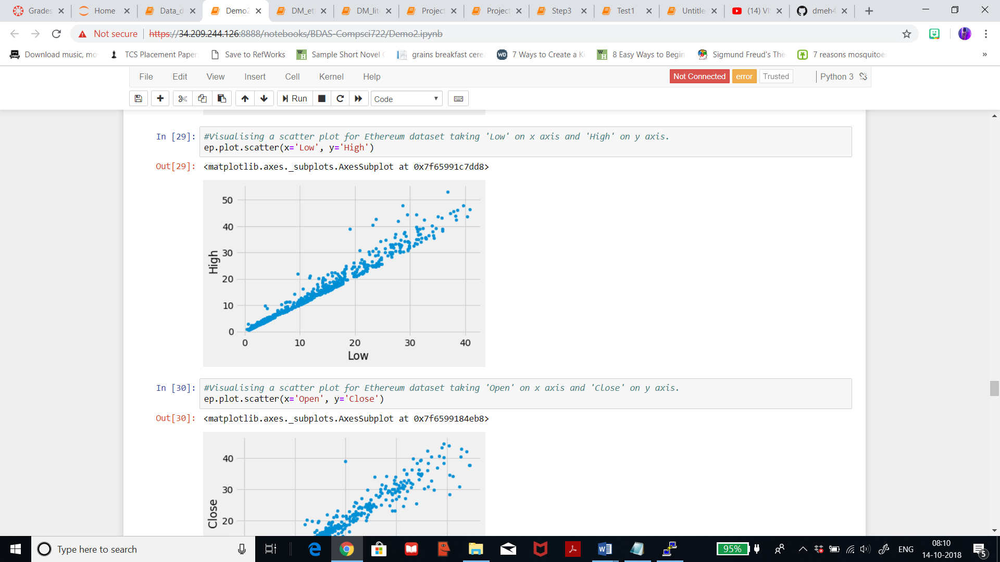 Grades
Home
Data_d
Demo2
DM_et
DM_lit
Project
Project
Step3
Test1
Untitle
(14) VI
dmeh4
Not secure
https://34.209.244.126:8888/notebooks/BDAS-Compsci722/Demo2.ipynb
Download music, mo
TCS Placement Paper
Save to RefWorks
Sample Short Novel
grains breakfast cerea
7 Ways to Create a Ki
8 Easy Ways to Begin
Sigmund Freud's The
7 reasons mosquitoes
»
File Edit View Insert Cell Kernel Help
Not Connected error Trusted Python 3
Run Code
In [29]: #Visualising a scatter plot for Ethereum dataset taking 'Low' on x axis and 'High' on y axis.
ep.plot.scatter(x='Low', y='High')
Out[29]: <matplotlib.axes._subplots.AxesSubplot at 0x7f65991c7dd8>
50
40
30
20
10
0
High
0 10 20 30 40
Low
In [30]: #Visualising a scatter plot for Ethereum dataset taking 'Open' on x axis and 'Close' on y axis.
ep.plot.scatter(x='Open', y='Close')
Out[30]: <matplotlib.axes._subplots.AxesSubplot at 0x7f6599184eb8>
40
30
20
Close
Type here to search
95%
ENG
08:10
14-10-2018
5